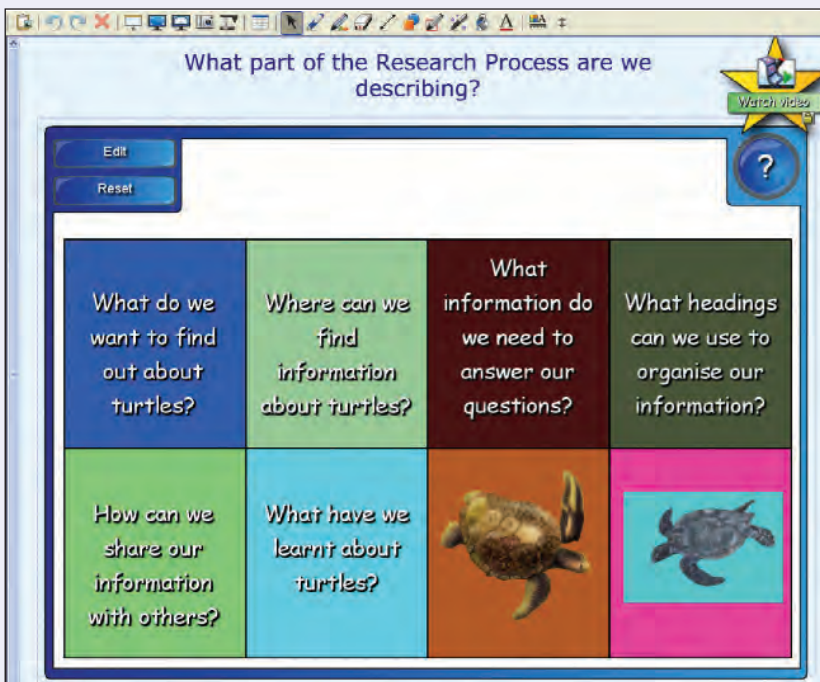 What part of the Research Process are we
describing?
Watch video
Edit
Reset
?
What do we
want to find
out about
turtles?
Where can we
find
information
about turtles?
What
information do
we need to
answer our
questions?
What headings
can we use to
organise our
information?
How can we
share our
information
with others?
What have we
learnt about
turtles?